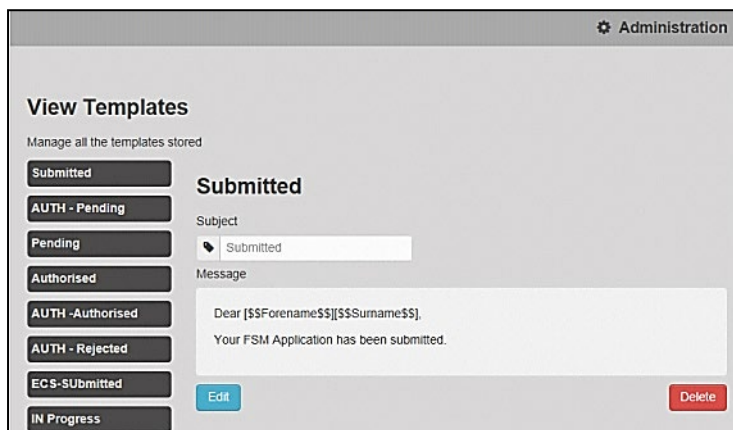 Administration
View Templates
Manage all the templates stored
Submitted
AUTH - Pending
Pending
Authorised
AUTH -Authorised
AUTH - Rejected
ECS-SUbmitted
IN Progress
Submitted
Subject
Submitted
Message
Dear [$$Forename$$][$$Surname$$],
Your FSM Application has been submitted.
Edit
Delete